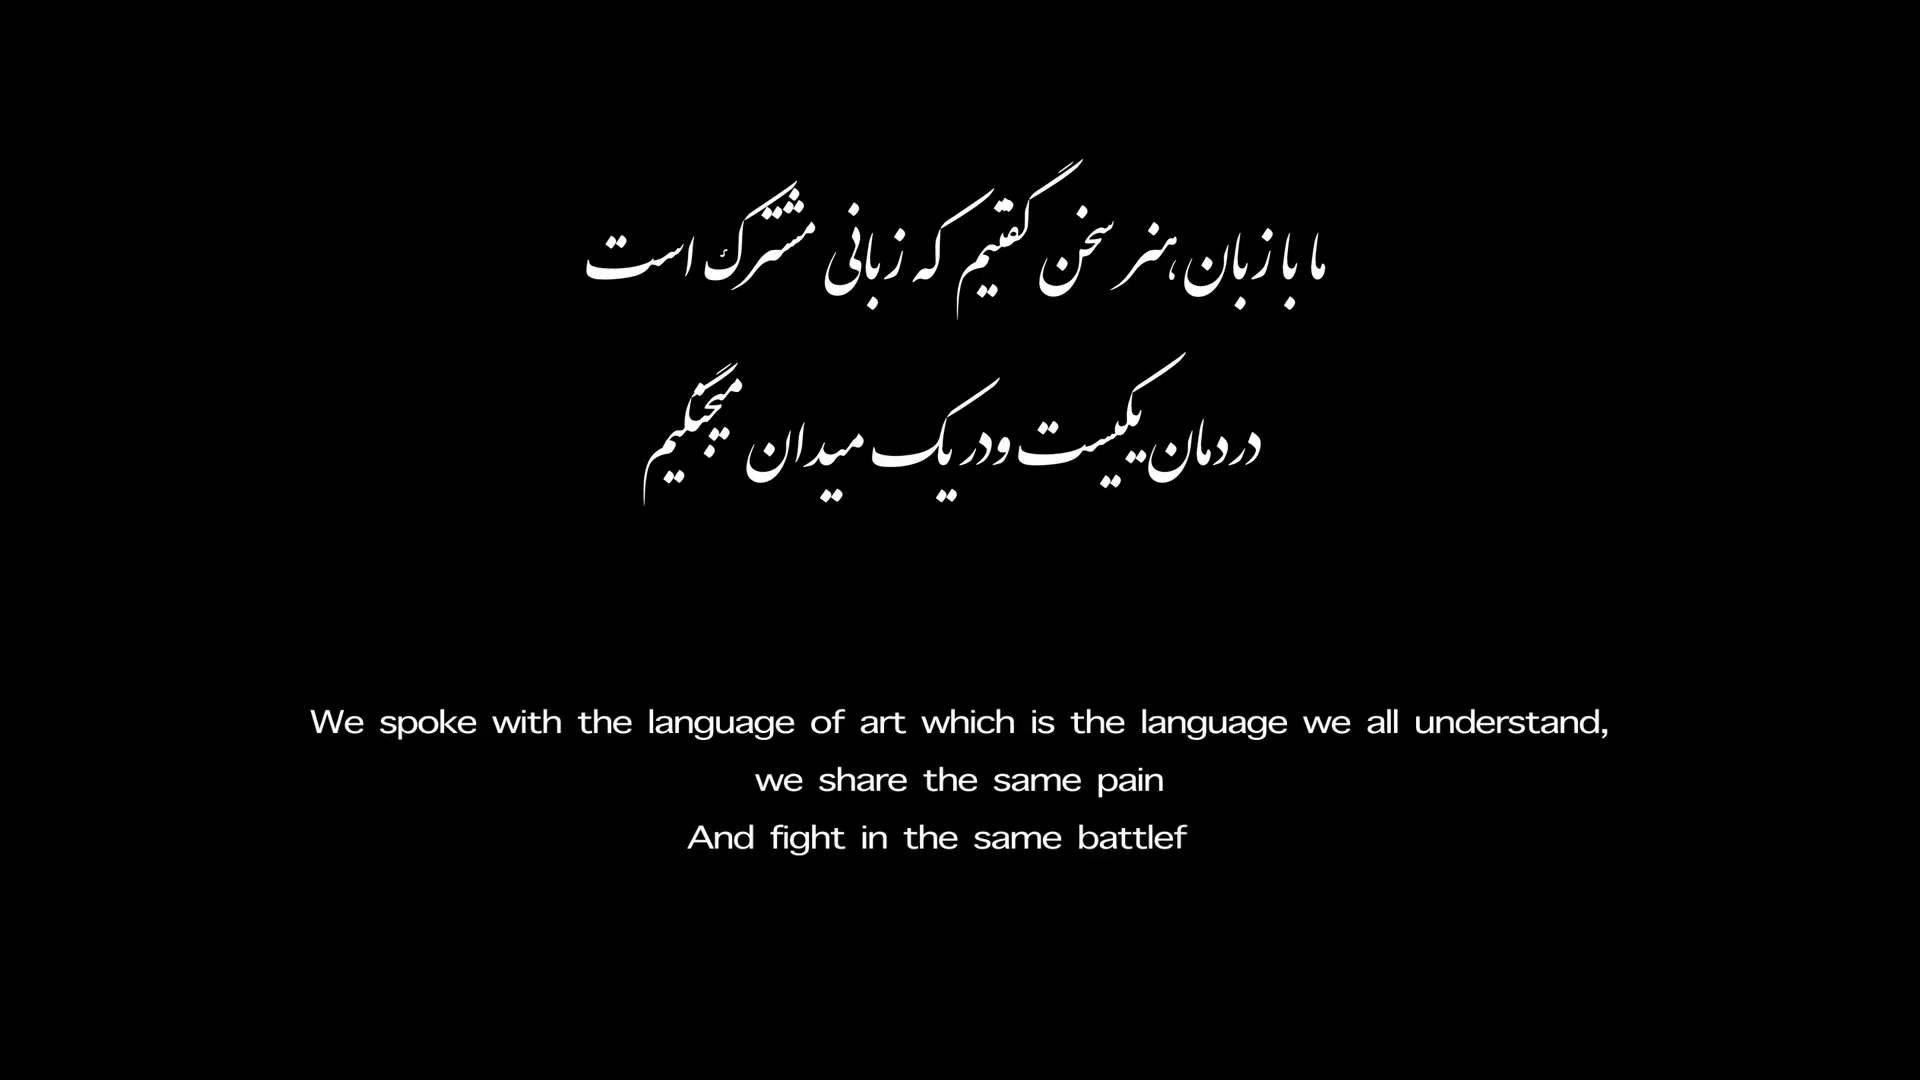 ما با زبان هنر سخن گفتیم که زبانی مشترک است
دردمان یکیست و در یک میدان میجنگیم
We spoke with the language of art which is the language we all understand,
we share the same pain
And fight in the same battlef